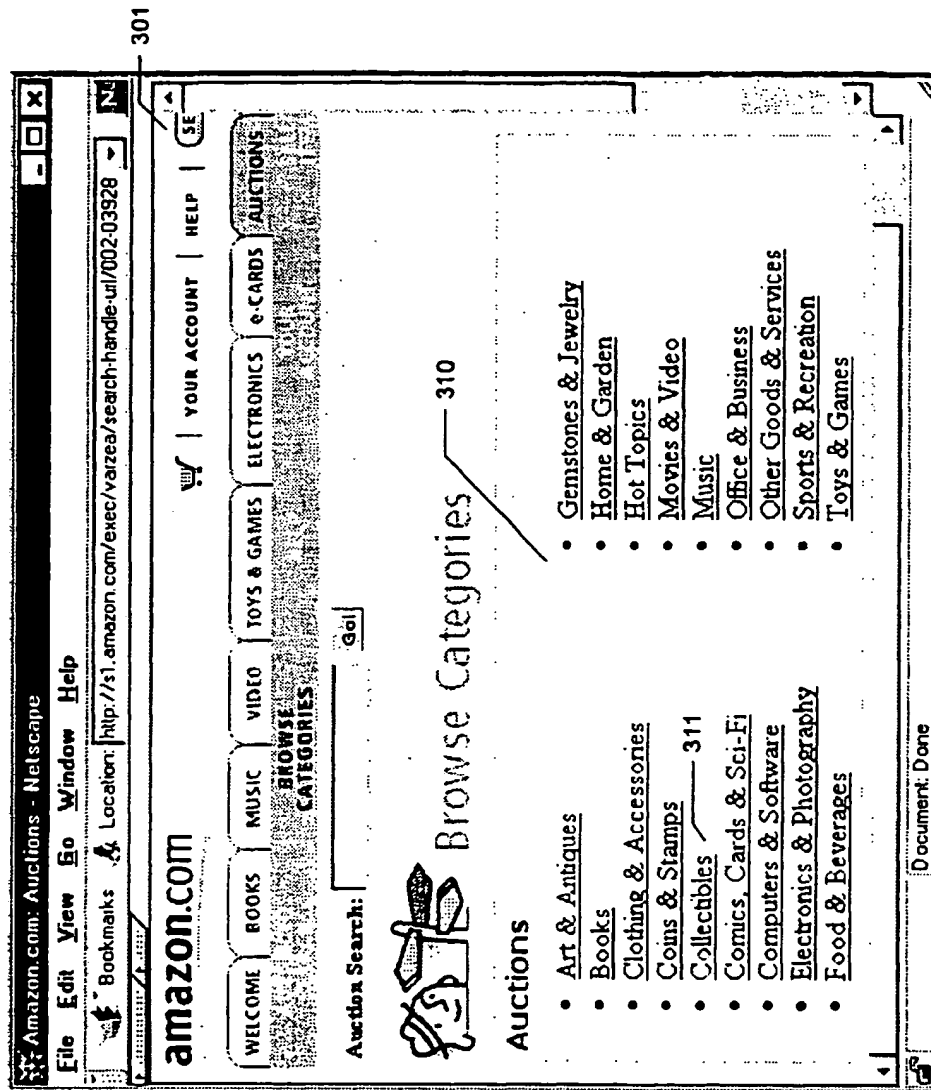 Amazon.com: Auctions - Netscape
File Edit View Go Window Help
Bookmarks Location: http://s1.amazon.com/exec/varzea/search-handle-url/002-03928
N
301
amazon.com
YOUR ACCOUNT | HELP | SE
WELCOME BOOKS MUSIC VIDEO TOYS & GAMES ELECTRONICS e-CARDS AUCTIONS
BROWSE
CATEGORIES
Auction Search: Go!
Browse Categories
310
Auctions
• Art & Antiques
• Books
• Clothing & Accessories
• Coins & Stamps
• Collectibles 311
• Comics, Cards & Sci-Fi
• Computers & Software
• Electronics & Photography
• Food & Beverages
• Gemstones & Jewelry
• Home & Garden
• Hot Topics
• Movies & Video
• Music
• Office & Business
• Other Goods & Services
• Sports & Recreation
• Toys & Games
Document: Done